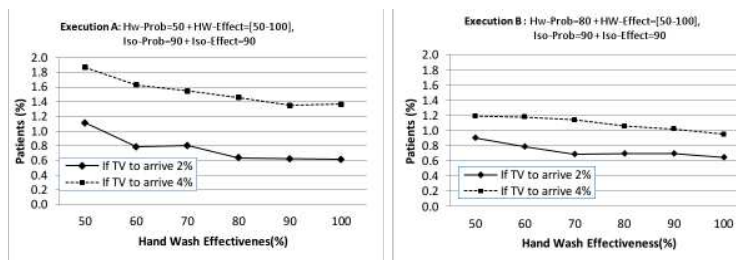 Execution A: Hw-Prob=50 + HW-Effect=[50-100],
Iso-Prob=90 + Iso-Effect=90
2.0
1.8
1.6
1.4
1.2
1.0
0.8
0.6
0.4
0.2
0.0
Patients (%)
If TV to arrive 2%
If TV to arrive 4%
50 60 70 80 90 100
Hand Wash Effectivenes(%)
Execution B: Hw-Prob=80 + HW-Effect=[50-100],
Iso-Prob=90 + Iso-Effect=90
2.0
1.8
1.6
1.4
1.2
1.0
0.8
0.6
0.4
0.2
0.0
Patients (%)
If TV to arrive 2%
If TV to arrive 4%
50 60 70 80 90 100
Hand Wash Effectiveness(%)